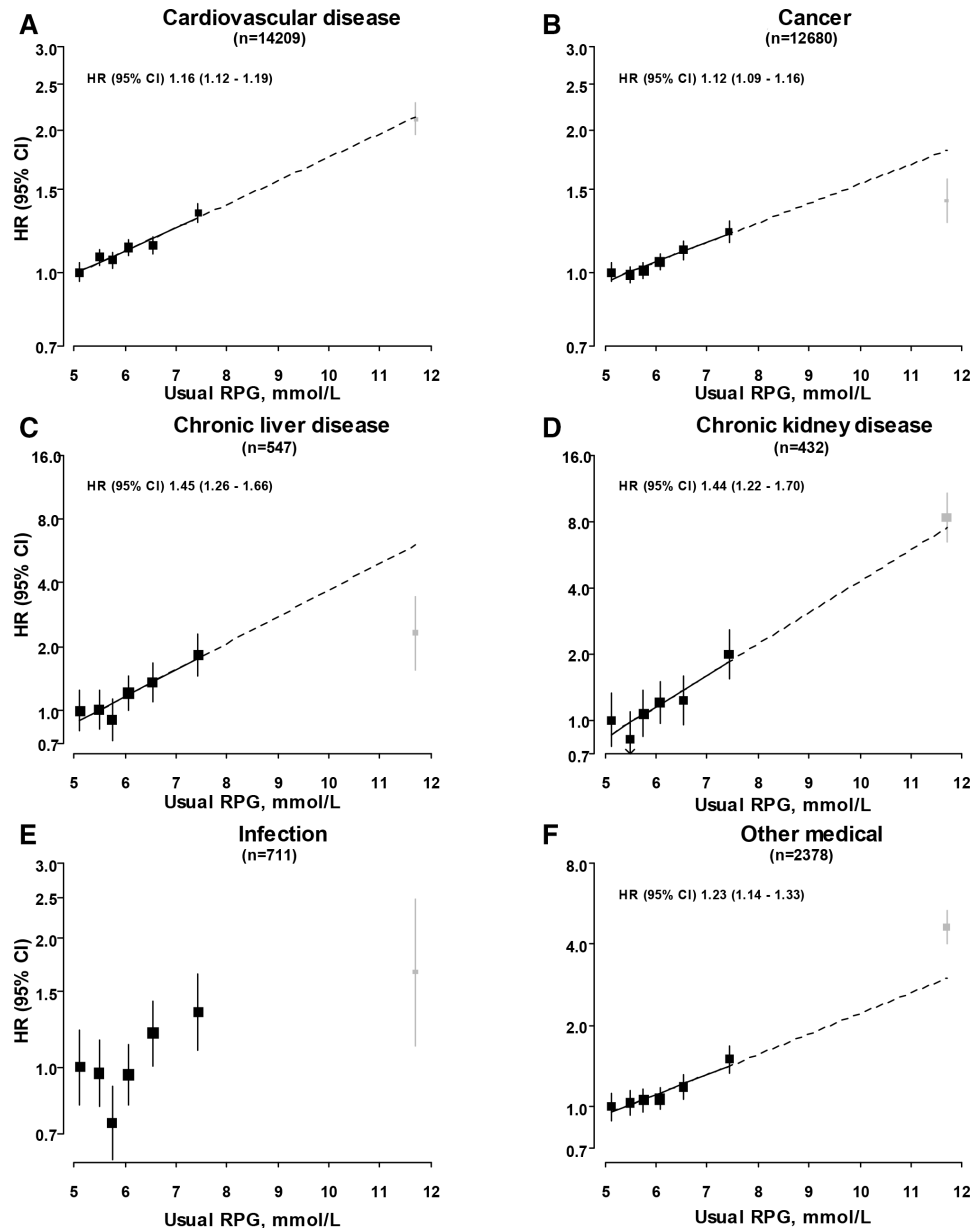 A
Cardiovascular disease
(n=14209)
HR (95% CI) 1.16 (1.12 - 1.19)
HR (95% CI)
3.0
2.5
2.0
1.5
1.0
0.7
5 6 7 8 9 10 11 12
Usual RPG, mmol/L
B
Cancer
(n=12680)
HR (95% CI) 1.12 (1.09 - 1.16)
3.0
2.5
2.0
1.5
1.0
0.7
5 6 7 8 9 10 11 12
Usual RPG, mmol/L
C
Chronic liver disease
(n=547)
HR (95% CI) 1.45 (1.26 - 1.66)
HR (95% CI)
16.0
8.0
4.0
2.0
1.0
0.7
5 6 7 8 9 10 11 12
Usual RPG, mmol/L
D
Chronic kidney disease
(n=432)
HR (95% CI) 1.44 (1.22 - 1.70)
16.0
8.0
4.0
2.0
1.0
0.7
5 6 7 8 9 10 11 12
Usual RPG, mmol/L
E
Infection
(n=711)
HR (95% CI)
3.0
2.5
2.0
1.5
1.0
0.7
5 6 7 8 9 10 11 12
Usual RPG, mmol/L
F
Other medical
(n=2378)
HR (95% CI) 1.23 (1.14 - 1.33)
8.0
4.0
2.0
1.0
0.7
5 6 7 8 9 10 11 12
Usual RPG, mmol/L